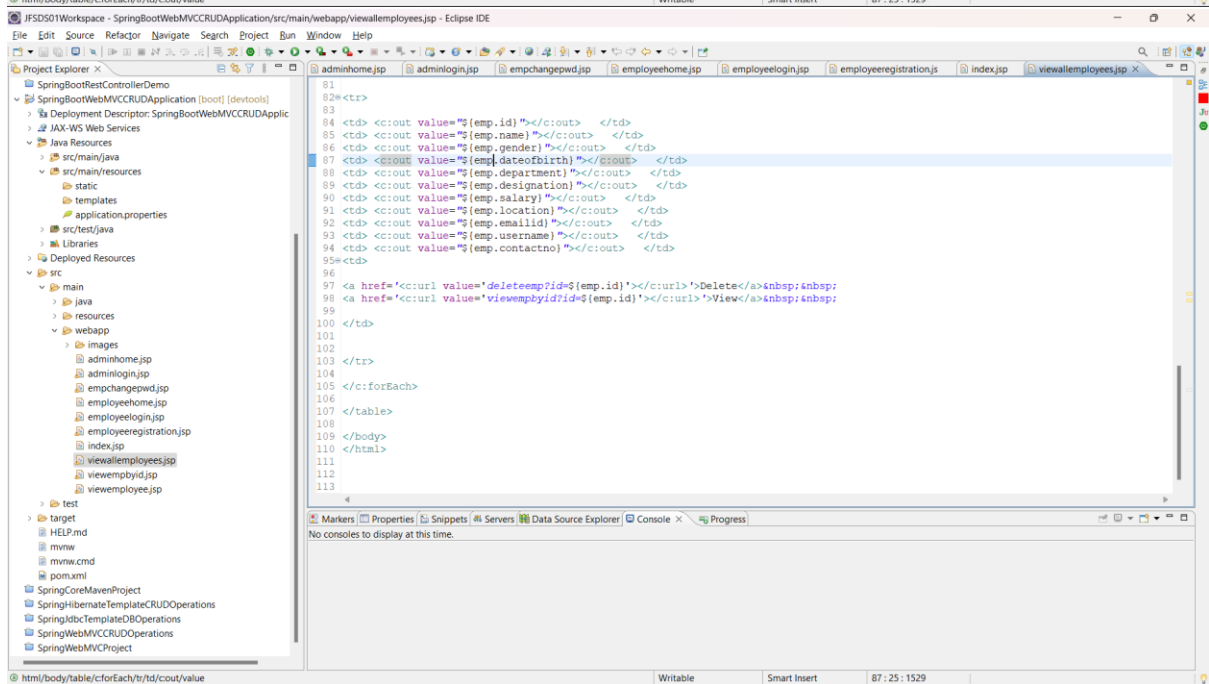 html/body/table/c:forEach/tr/td/c:out/value Writable Smart Insert 87 : 25 : 1529
JFSDS01Workspace - SpringBootWebMVCCRUDApplication/src/main/webapp/viewallemployees.jsp - Eclipse IDE
File Edit Source Refactor Navigate Search Project Run Window Help
Project Explorer
adminhome.jsp adminlogin.jsp empchangepwd.jsp employeehome.jsp employeelogin.jsp employeeregistration.js index.jsp viewallemployees.jsp
SpringBootRestControllerDemo
SpringBootWebMVCCRUDApplication [boot] [devtools]
Deployment Descriptor: SpringBootWebMVCCRUDApplic
JAX-WS Web Services
Java Resources
src/main/java
src/main/resources
static
templates
application.properties
src/test/java
Libraries
Deployed Resources
src
main
java
resources
webapp
images
adminhome.jsp
adminlogin.jsp
empchangepwd.jsp
employeehome.jsp
employeelogin.jsp
employeeregistration.jsp
index.jsp
viewallemployees.jsp
viewempbyid.jsp
viewemployee.jsp
test
target
HELP.md
mvnw
mvnw.cmd
pom.xml
SpringCoreMavenProject
SpringHibernateTemplateCRUDOperations
SpringJdbcTemplateDBOperations
SpringWebMVCCRUDOperations
SpringWebMVCProject
81
82 <tr>
83
84 <td> <c:out value="${emp.id}"></c:out> </td>
85 <td> <c:out value="${emp.name}"></c:out> </td>
86 <td> <c:out value="${emp.gender}"></c:out> </td>
87 <td> <c:out value="${emp.dateofbirth}"></c:out> </td>
88 <td> <c:out value="${emp.department}"></c:out> </td>
89 <td> <c:out value="${emp.designation}"></c:out> </td>
90 <td> <c:out value="${emp.salary}"></c:out> </td>
91 <td> <c:out value="${emp.location}"></c:out> </td>
92 <td> <c:out value="${emp.emailid}"></c:out> </td>
93 <td> <c:out value="${emp.username}"></c:out> </td>
94 <td> <c:out value="${emp.contactno}"></c:out> </td>
95 <td>
96
97 <a href='<c:url value='deleteemp?id=${emp.id}'></c:url>'>Delete</a>&nbsp;&nbsp;
98 <a href='<c:url value='viewempbyid?id=${emp.id}'></c:url>'>View</a>&nbsp;&nbsp;
99
100 </td>
101
102
103 </tr>
104
105 </c:forEach>
106
107 </table>
108
109 </body>
110 </html>
111
112
113
Markers Properties Snippets Servers Data Source Explorer Console Progress
No consoles to display at this time.
html/body/table/c:forEach/tr/td/c:out/value Writable Smart Insert 87 : 25 : 1529